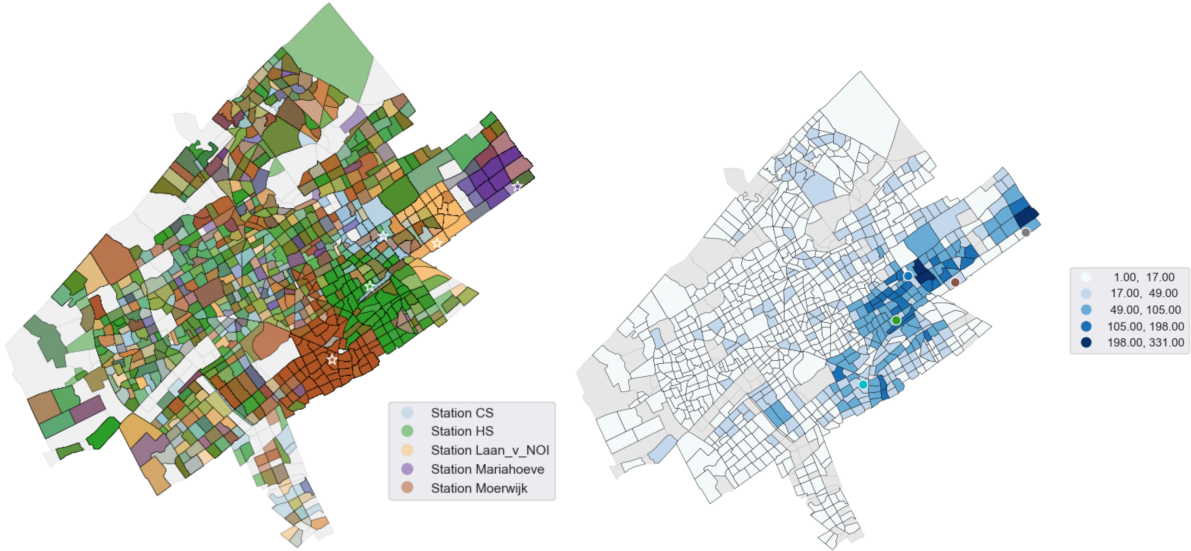 Station CS
Station HS
Station Laan_v_NOI
Station Mariahoeve
Station Moerwijk
1.00, 17.00
17.00, 49.00
49.00, 105.00
105.00, 198.00
198.00, 331.00